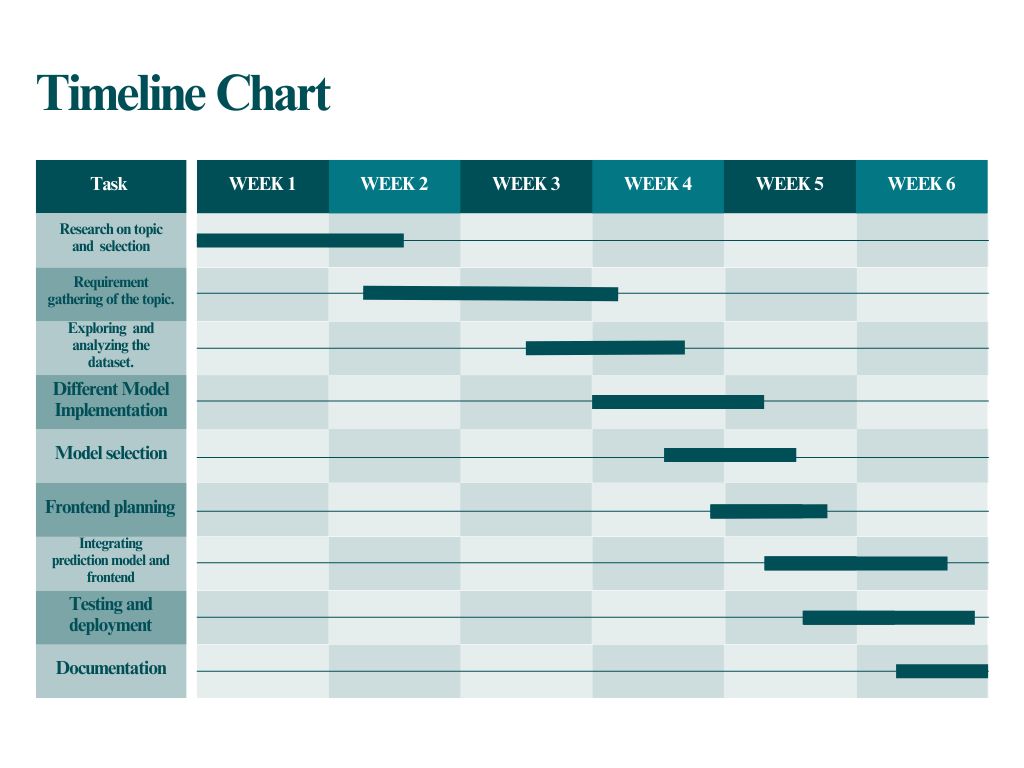 Timeline Chart
Task WEEK 1 WEEK 2 WEEK 3 WEEK 4 WEEK 5 WEEK 6
Research on topic
and selection
Requirement
gathering of the topic.
Exploring and
analyzing the
dataset.
Different Model
Implementation
Model selection
Frontend planning
Integrating
prediction model and
frontend
Testing and
deployment
Documentation